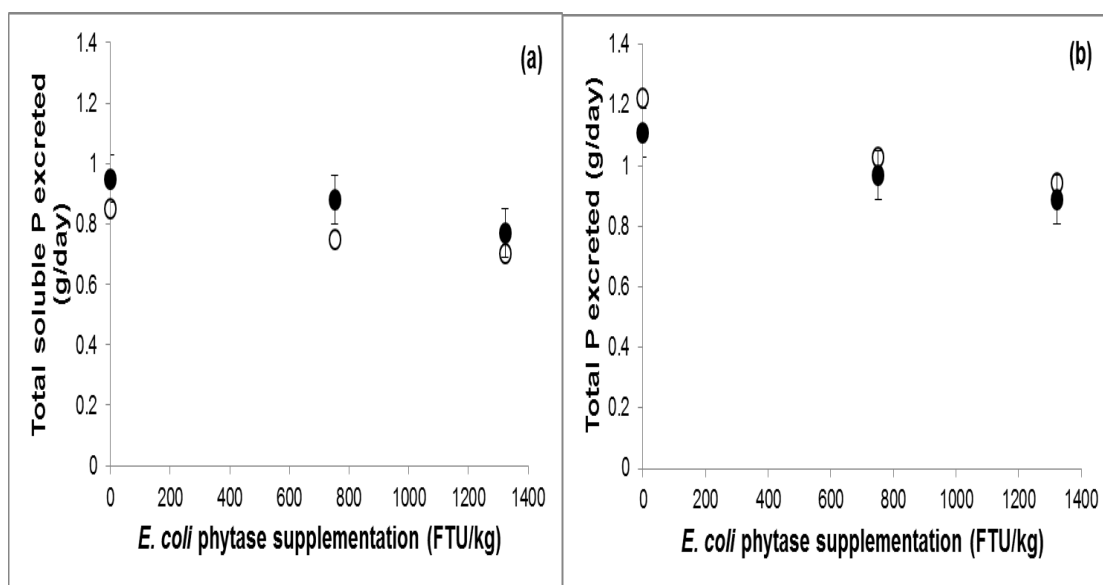 (a)
Total soluble P excreted
(g/day)
1.4
1.2
1
0.8
0.6
0.4
0.2
0
0 200 400 600 800 1000 1200 1400
E. coli phytase supplementation (FTU/kg)
(b)
Total P excreted (g/day)
1.4
1.2
1
0.8
0.6
0.4
0.2
0
0 200 400 600 800 1000 1200 1400
E. coli phytase supplementation (FTU/kg)